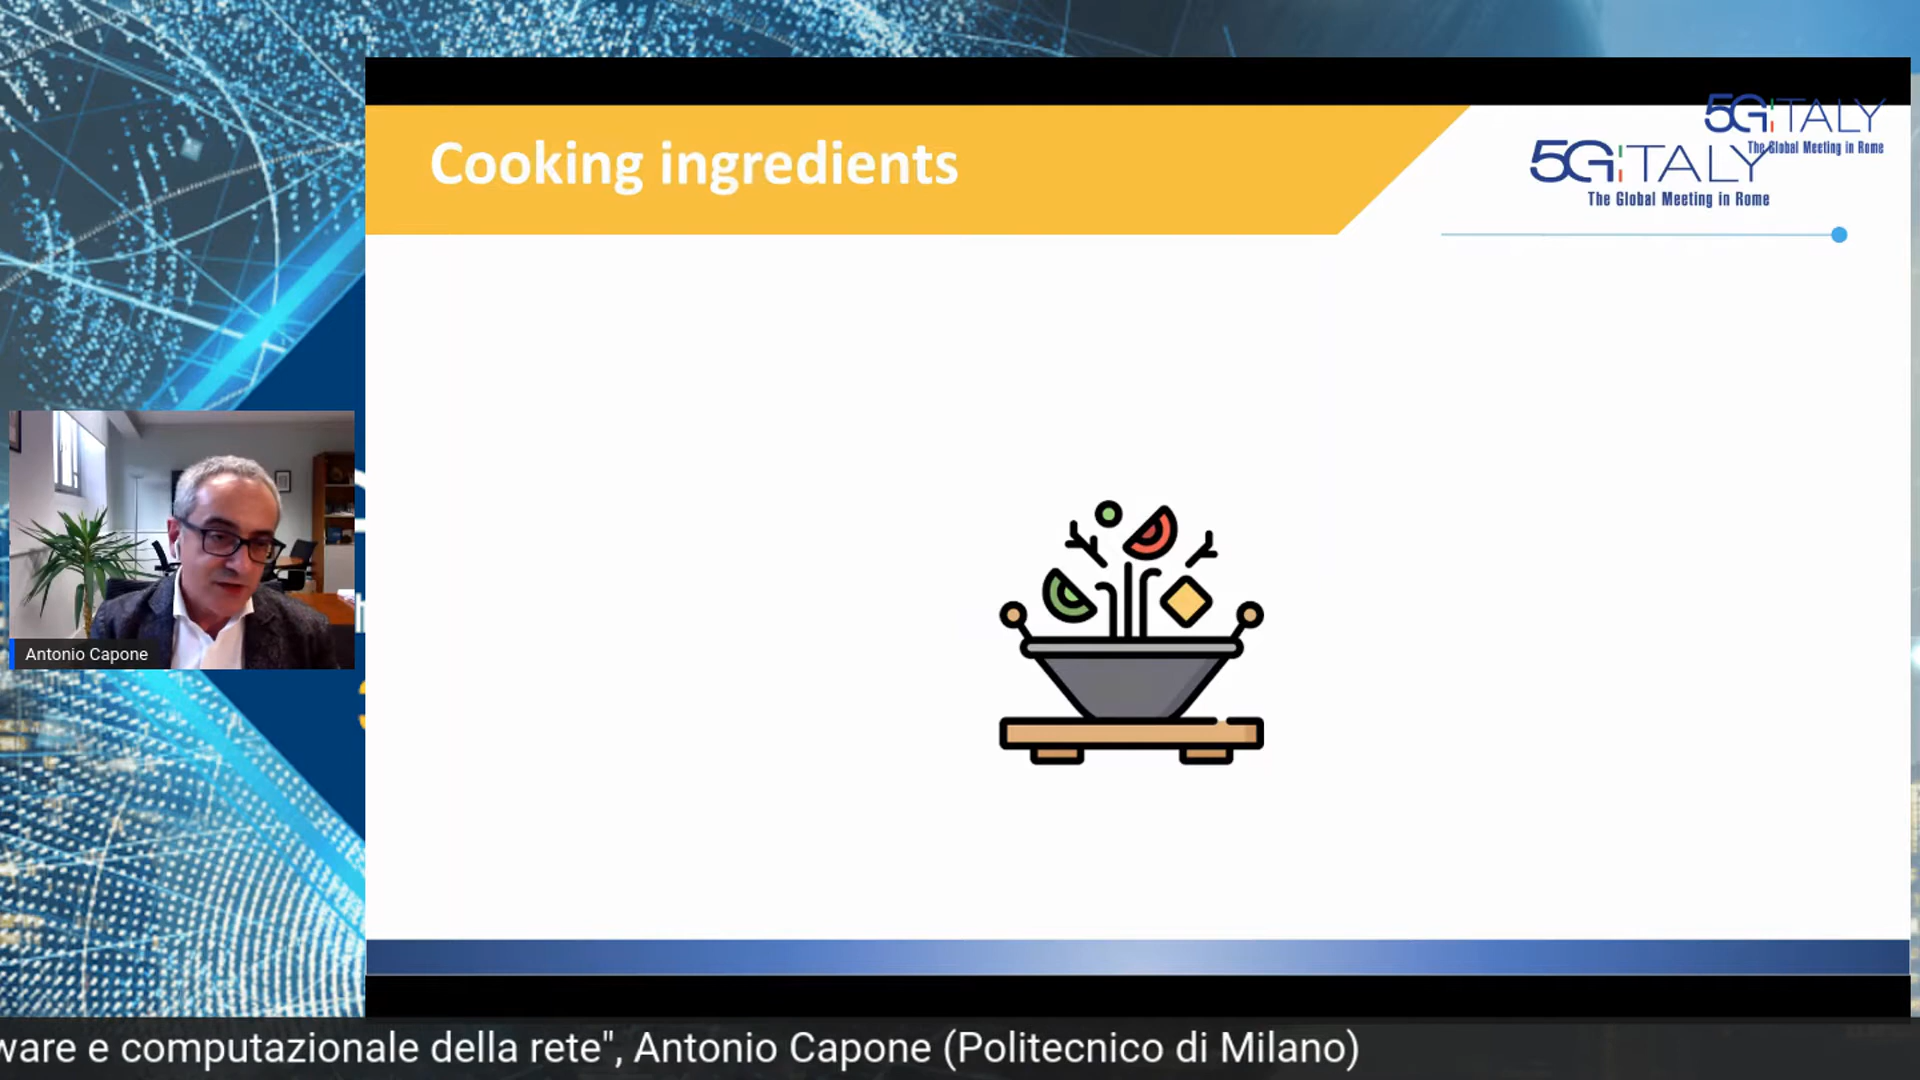 Cooking ingredients
5G ITALY
The Global Meeting in Rome
5G ITALY
The Global Meeting in Rome
Antonio Capone
ware e computazionale della rete", Antonio Capone (Politecnico di Milano)